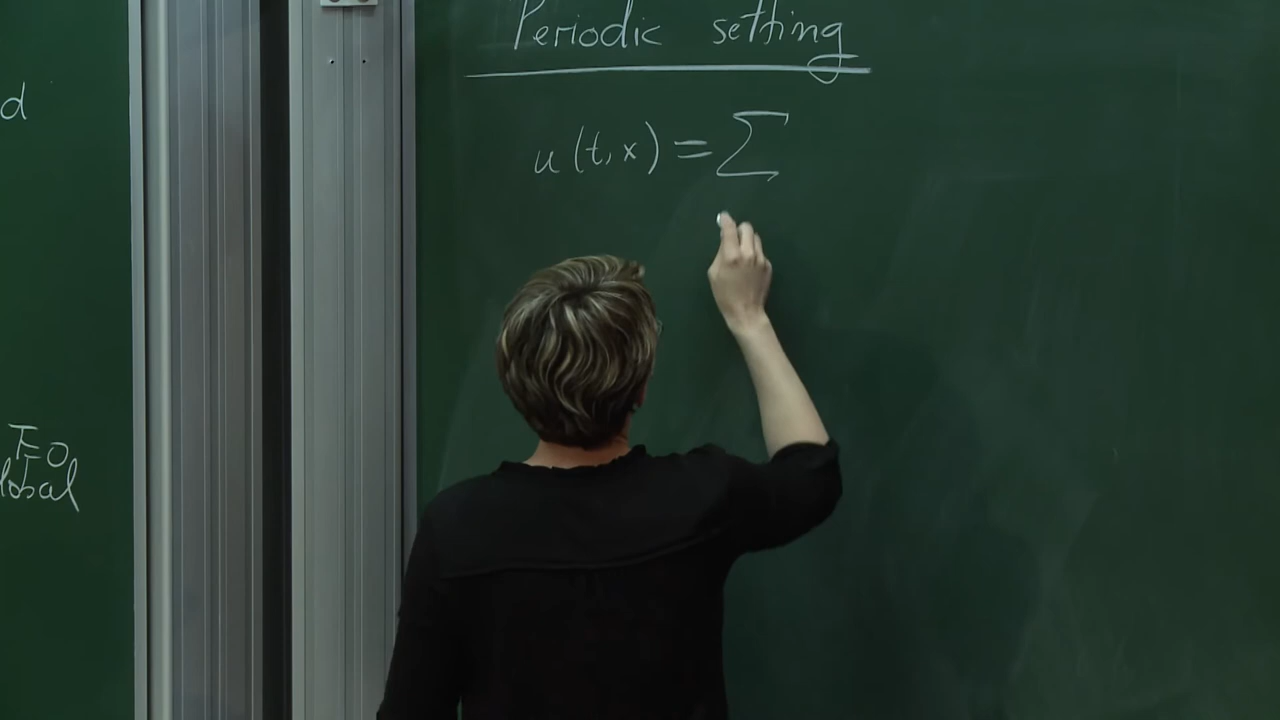 d
T=0
lobal
Periodic setting
u(t,x) = Σ